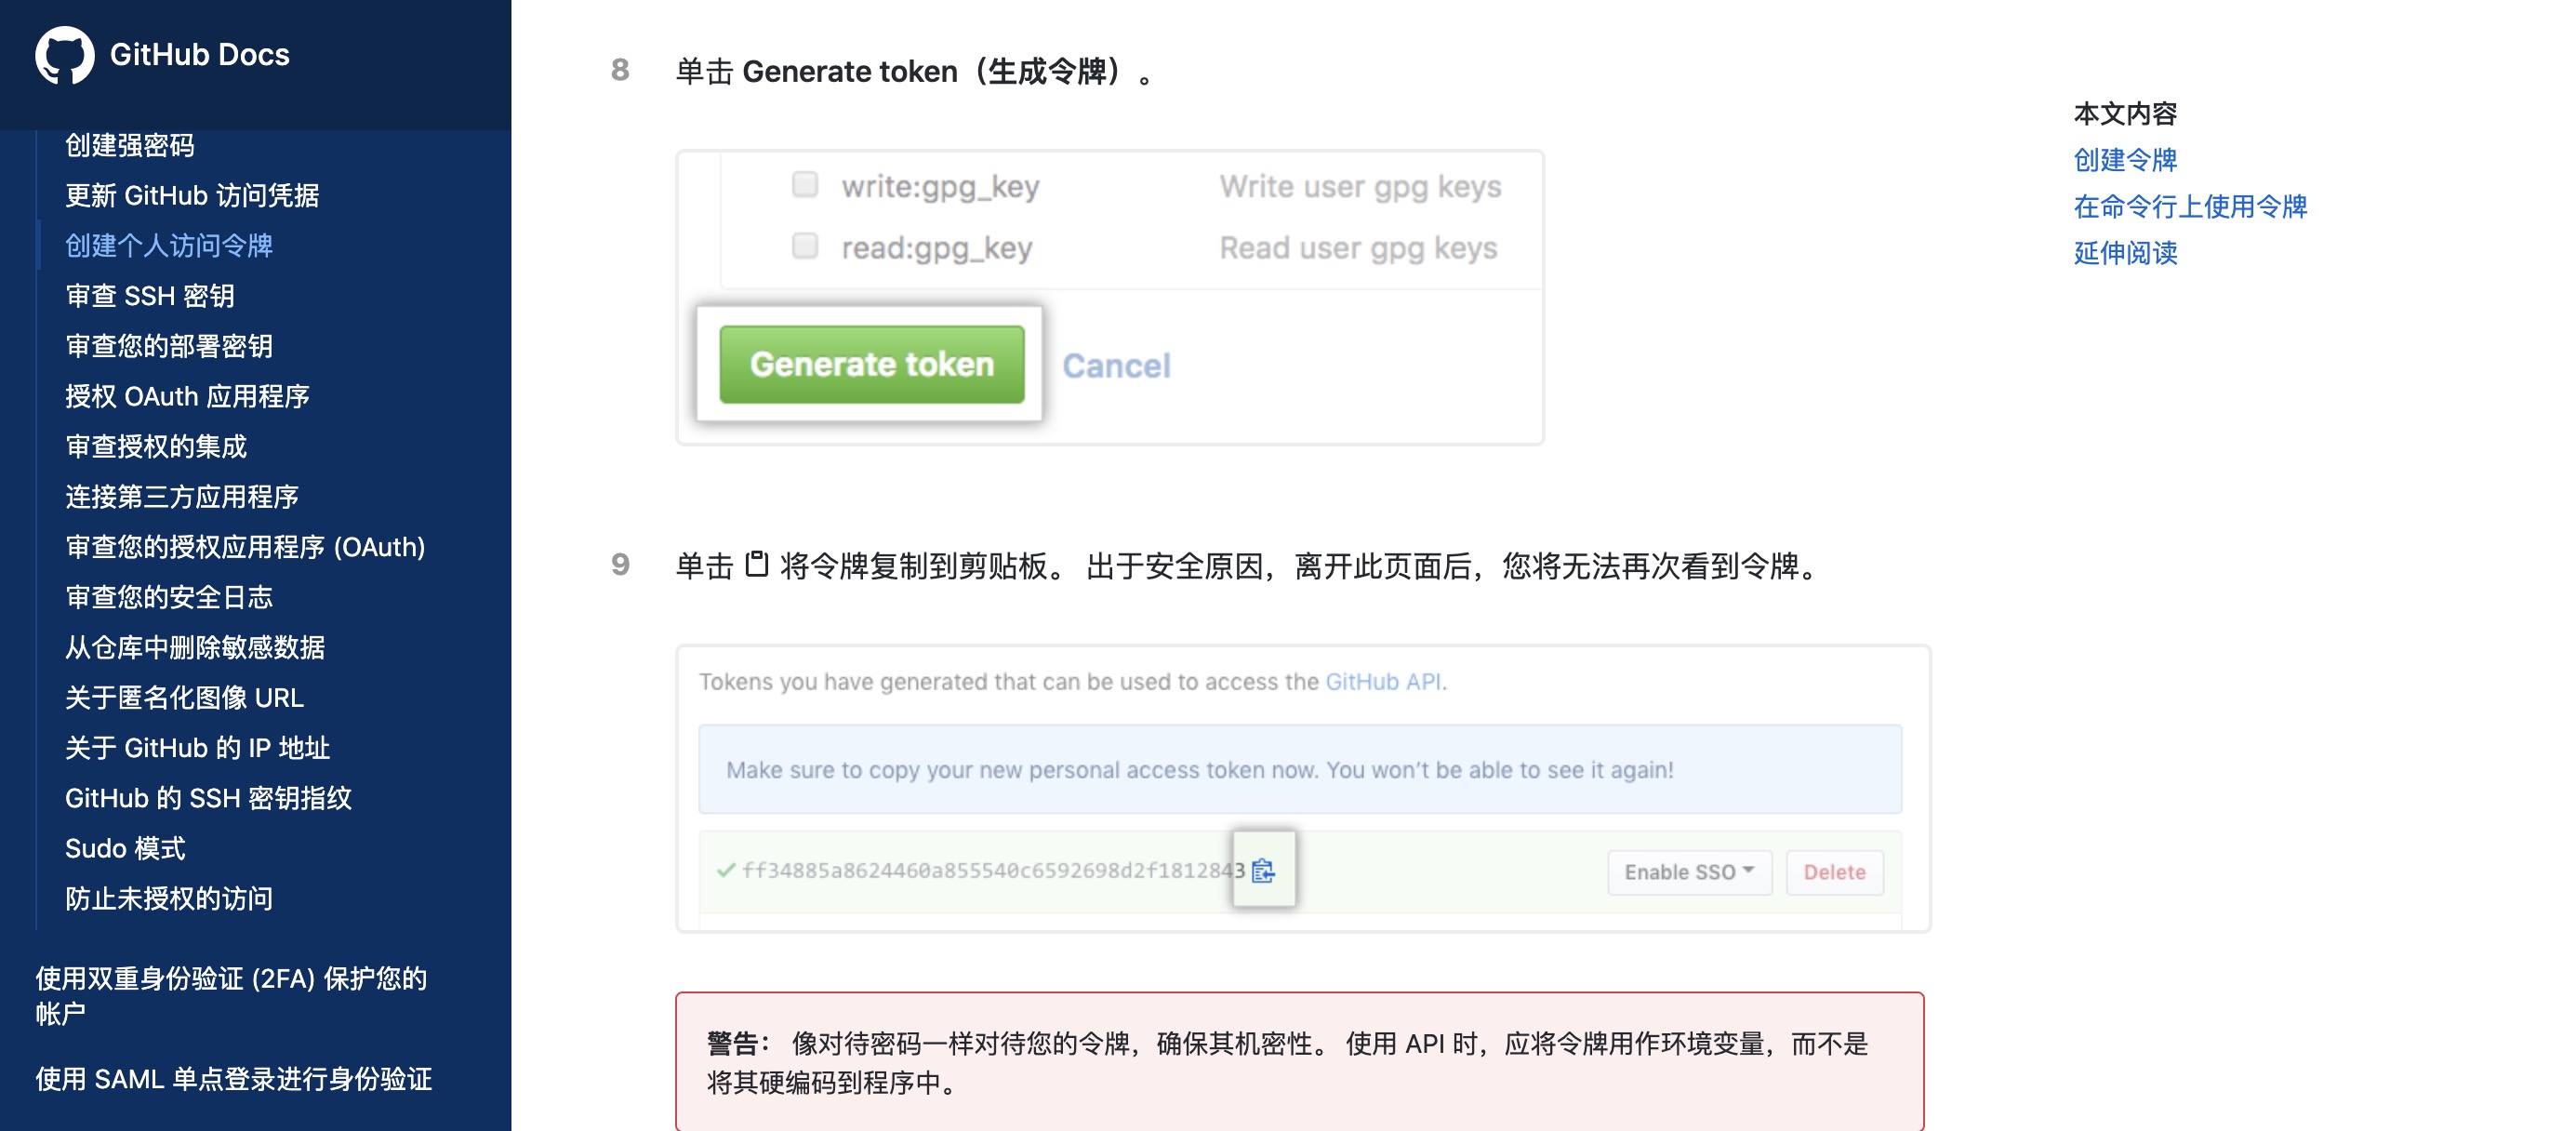 GitHub Docs
创建强密码
更新 GitHub 访问凭据
创建个人访问令牌
审查 SSH 密钥
审查您的部署密钥
授权 OAuth 应用程序
审查授权的集成
连接第三方应用程序
审查您的授权应用程序 (OAuth)
审查您的安全日志
从仓库中删除敏感数据
关于匿名化图像 URL
关于 GitHub 的 IP 地址
GitHub 的 SSH 密钥指纹
Sudo 模式
防止未授权的访问
使用双重身份验证 (2FA) 保护您的
帐户
使用 SAML 单点登录进行身份验证
8 单击 Generate token（生成令牌）。
write:gpg_key Write user gpg keys
read:gpg_key Read user gpg keys
Generate token Cancel
9 单击 将令牌复制到剪贴板。 出于安全原因，离开此页面后，您将无法再次看到令牌。
Tokens you have generated that can be used to access the GitHub API.
Make sure to copy your new personal access token now. You won't be able to see it again!
ff34885a8624460a855540c6592698d2f1812843 Enable SSO Delete
警告： 像对待密码一样对待您的令牌，确保其机密性。 使用 API 时，应将令牌用作环境变量，而不是
将其硬编码到程序中。
本文内容
创建令牌
在命令行上使用令牌
延伸阅读